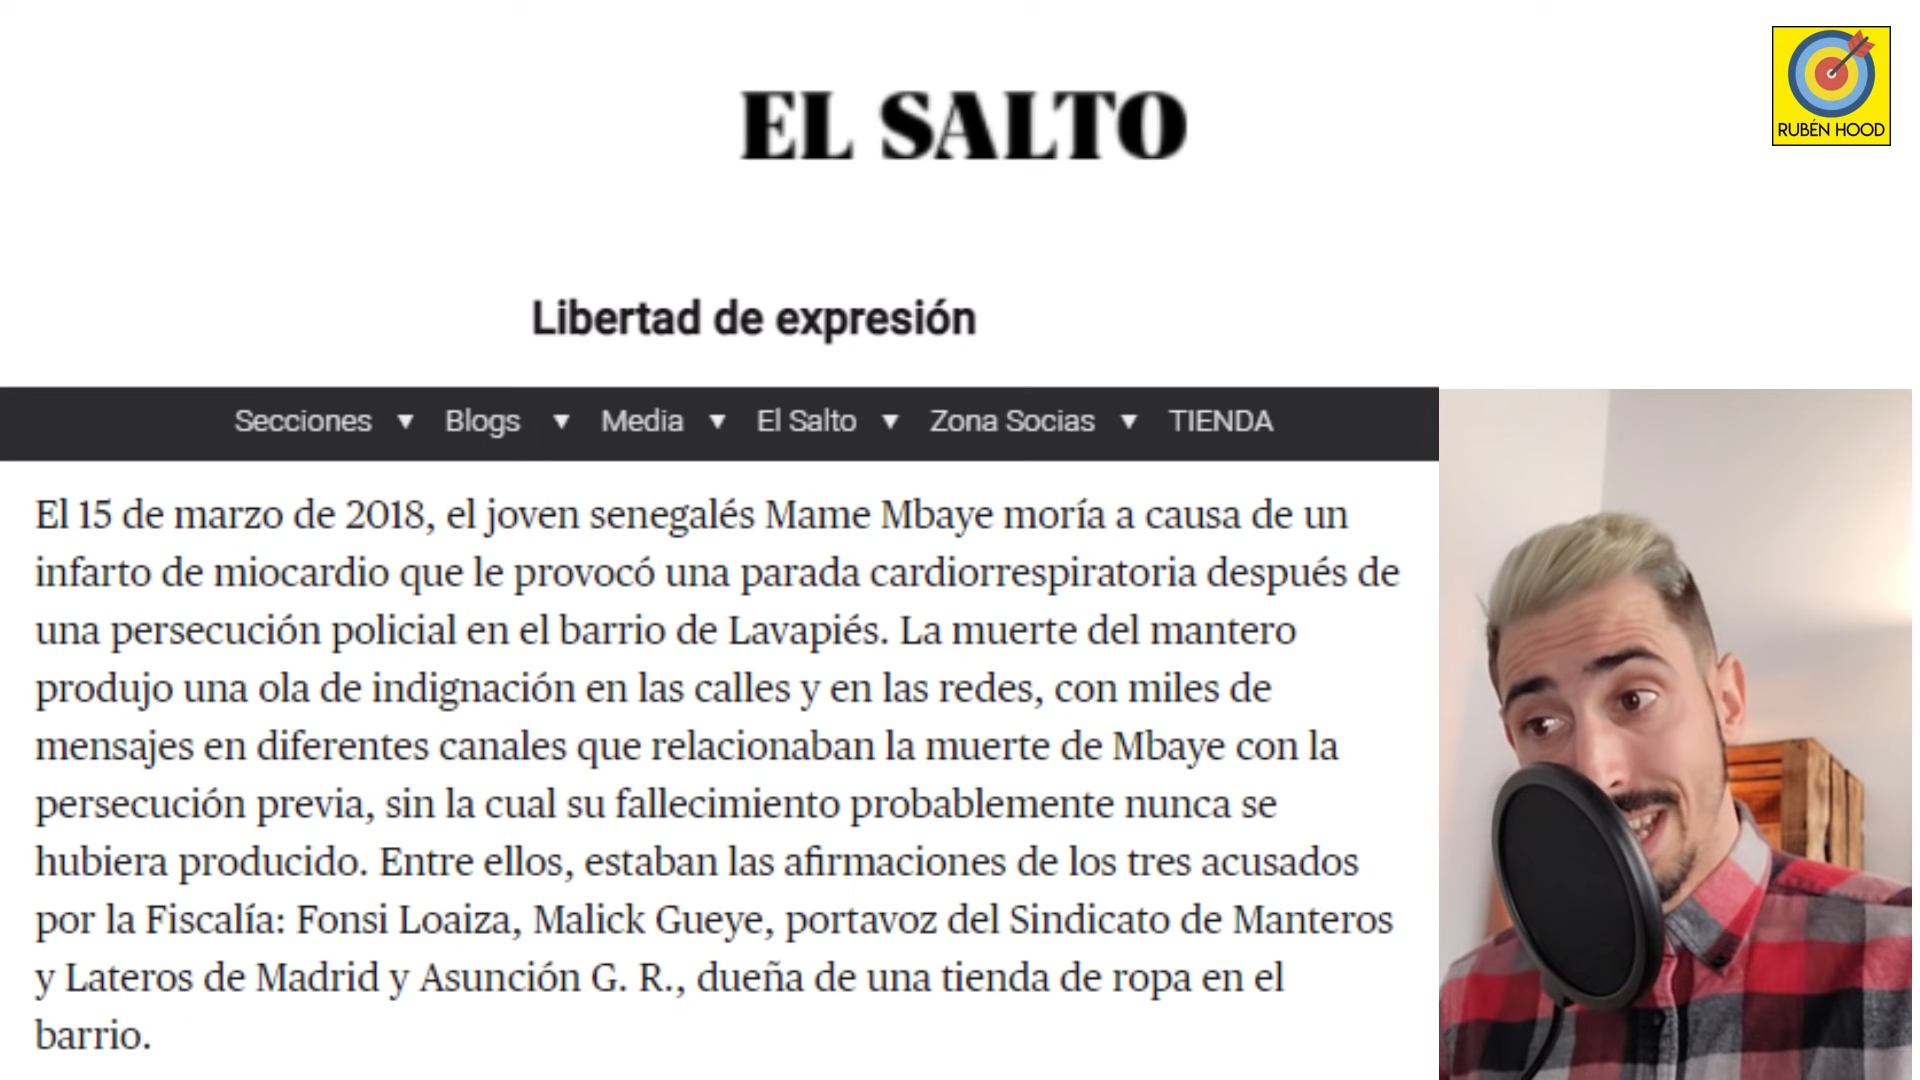 EL SALTO
RUBÉN HOOD
Libertad de expresión
Secciones ▼ Blogs ▼ Media ▼ El Salto ▼ Zona Socias ▼ TIENDA
El 15 de marzo de 2018, el joven senegalés Mame Mbaye moría a causa de un
infarto de miocardio que le provocó una parada cardiorrespiratoria después de
una persecución policial en el barrio de Lavapiés. La muerte del mantero
produjo una ola de indignación en las calles y en las redes, con miles de
mensajes en diferentes canales que relacionaban la muerte de Mbaye con la
persecución previa, sin la cual su fallecimiento probablemente nunca se
hubiera producido. Entre ellos, estaban las afirmaciones de los tres acusados
por la Fiscalía: Fonsi Loaiza, Malick Gueye, portavoz del Sindicato de Manteros
y Lateros de Madrid y Asunción G. R., dueña de una tienda de ropa en el
barrio.